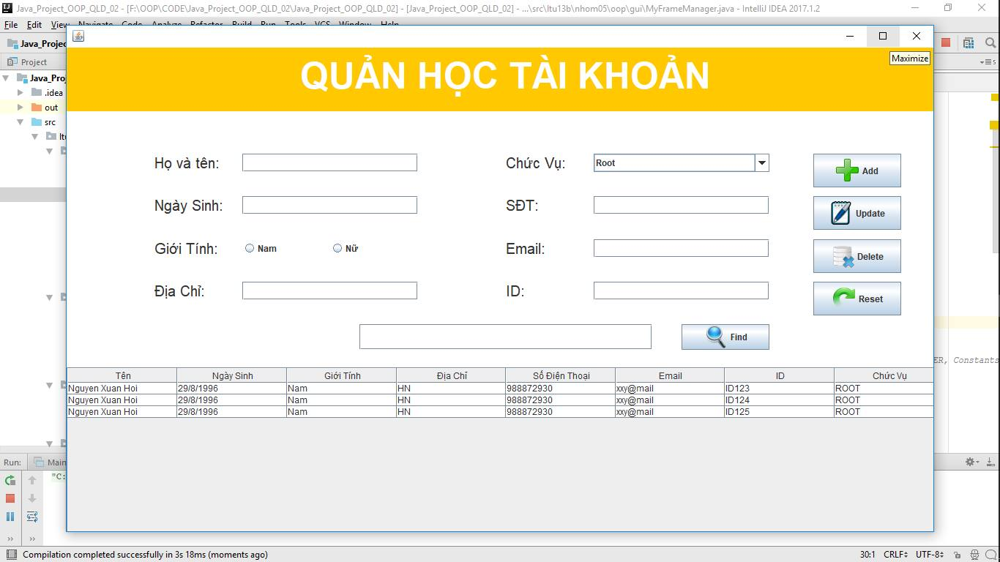 Java_Project_OOP_QLD_02 - [F:\OOP\CODE\Java_Project_OOP_QLD_02\Java_Project_OOP_QLD_02] - [Java_Project_OOP_QLD_02] - ...\src\ltu13b\nhom05\oop\gui\MyFrameManager.java - IntelliJ IDEA 2017.1.2
File Edit View Navigate Code Analyze Refactor Build Run Tools VCS Window Help
Java_Projec
Project
Maximize
QUẢN HỌC TÀI KHOẢN
Java_Proj
.idea
out
src
ltu
Họ và tên: Chức Vụ: Root Add
Ngày Sinh: SĐT: Update
Giới Tính: Nam Nữ Email: Delete
Địa Chỉ: ID: Reset
Find
ER, Constants
Tên Ngày Sinh Giới Tính Địa Chỉ Số Điện Thoại Email ID Chức Vụ
Nguyen Xuan Hoi 29/8/1996 Nam HN 988872930 xxy@mail ID123 ROOT
Nguyen Xuan Hoi 29/8/1996 Nam HN 988872930 xxy@mail ID124 ROOT
Nguyen Xuan Hoi 29/8/1996 Nam HN 988872930 xxy@mail ID125 ROOT
Run: Main
"C:
Compilation completed successfully in 3s 18ms (moments ago) 30:1 CRLF UTF-8